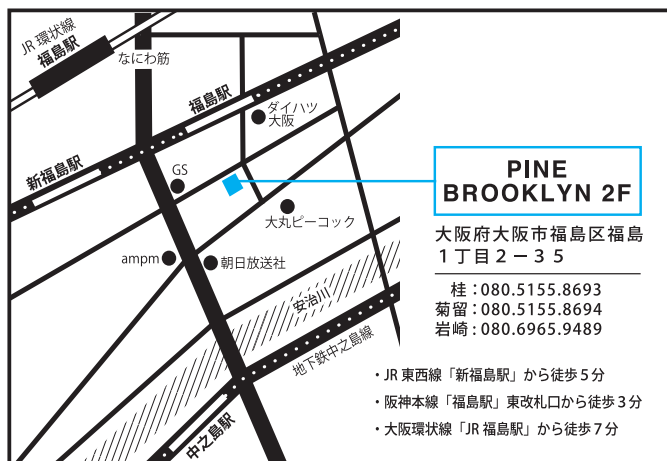 JR 環状線
福島駅
なにわ筋
福島駅
ダイハツ
大阪
新福島駅
GS
大丸ピーコック
ampm
朝日放送社
安治川
地下鉄中之島線
中之島駅
PINE
BROOKLYN 2F
大阪府大阪市福島区福島
1丁目2－35
桂：080.5155.8693
菊留：080.5155.8694
岩崎：080.6965.9489
・JR 東西線「新福島駅」から徒歩5分
・阪神本線「福島駅」東改札口から徒歩3分
・大阪環状線「JR 福島駅」から徒歩7分